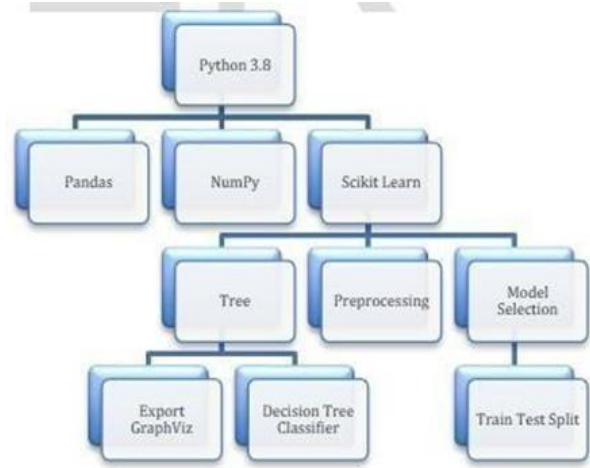 Python 3.8
Pandas
NumPy
Scikit Learn
Tree
Preprocessing
Model
Selection
Export
GraphViz
Decision Tree
Classifier
Train Test Split